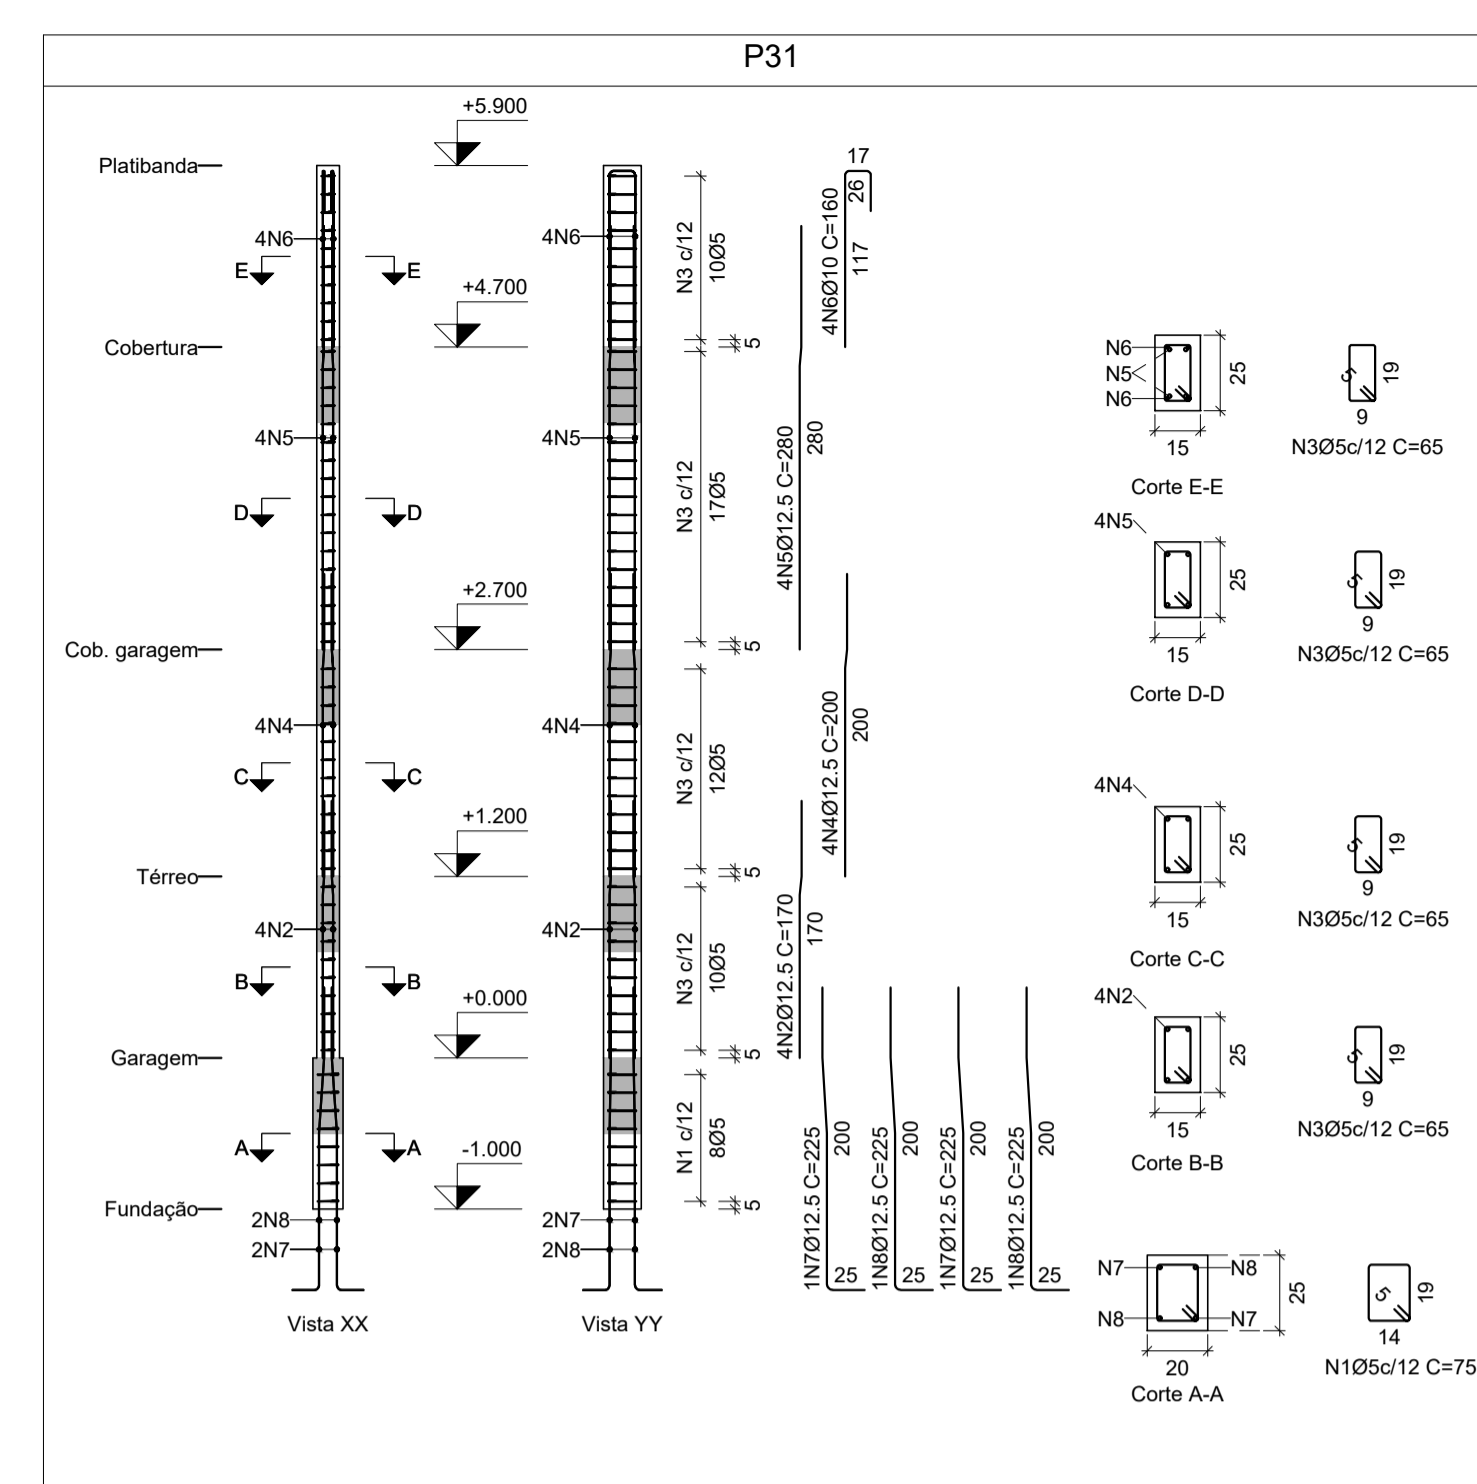 P31
+5.900
Platibanda
4N6
4N6
E
E
N3 c/12
10Ø5
4N6Ø10 C=160
17
26
117
+4.700
Cobertura
5
4N5
4N5
D
D
N3 c/12
17Ø5
4N5Ø12.5 C=280
280
+2.700
Cob. garagem
5
4N4
4N4
C
C
N3 c/12
12Ø5
4N4Ø12.5 C=200
200
+1.200
Térreo
5
4N2
4N2
B
B
N3 c/12
10Ø5
4N2Ø12.5 C=170
170
+0.000
Garagem
5
A
A
N1 c/12
8Ø5
-1.000
Fundação
5
2N8
2N7
2N7
2N8
1N7Ø12.5 C=225
200
25
1N8Ø12.5 C=225
200
25
1N7Ø12.5 C=225
200
25
1N8Ø12.5 C=225
200
25
Vista XX
Vista YY
N6
N5
N6
25
15
Corte E-E
5
19
9
N3Ø5c/12 C=65
4N5
25
15
Corte D-D
5
19
9
N3Ø5c/12 C=65
4N4
25
15
Corte C-C
5
19
9
N3Ø5c/12 C=65
4N2
25
15
Corte B-B
5
19
9
N3Ø5c/12 C=65
N7
N8
N8
N7
25
20
Corte A-A
5
19
14
N1Ø5c/12 C=75